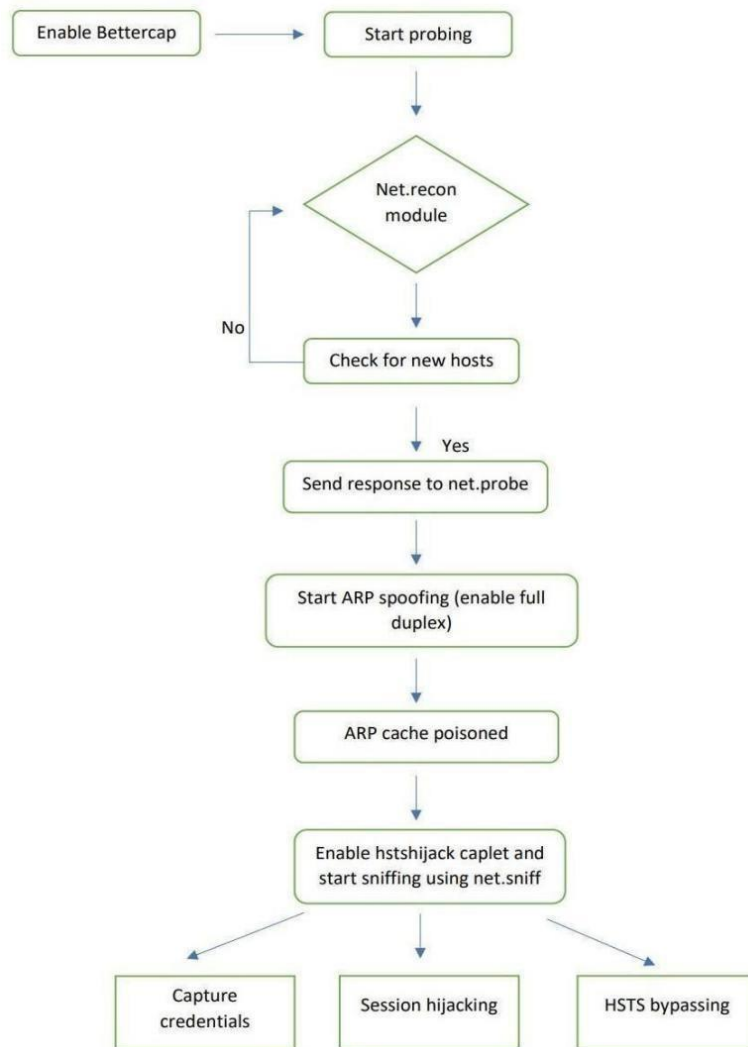 Enable Bettercap
Start probing
Net.recon
module
No
Check for new hosts
Yes
Send response to net.probe
Start ARP spoofing (enable full
duplex)
ARP cache poisoned
Enable hstshijack caplet and
start sniffing using net.sniff
Capture
credentials
Session hijacking
HSTS bypassing